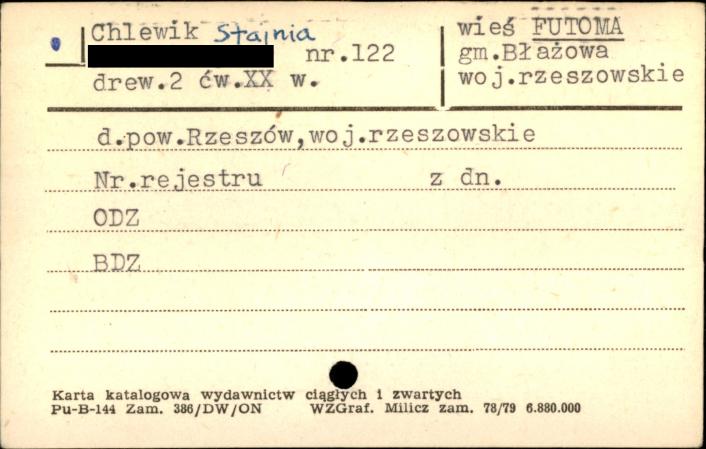 Chlewik Stajnia
nr.122
drew.2 ćw.XX w.
wieś FUTOMA
gm.Błażowa
woj.rzeszowskie
d.pow.Rzeszów,woj.rzeszowskie
Nr.rejestru z dn.
ODZ
BDZ
Karta katalogowa wydawnictw ciągłych i zwartych
Pu-B-144 Zam. 386/DW/ON WZGraf. Milicz zam. 78/79 6.880.000